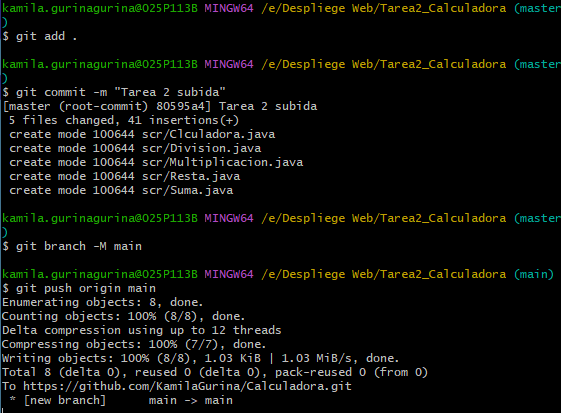 kamila.gurinagurina@025P113B MINGW64 /e/Despliege Web/Tarea2_Calculadora (master
)
$ git add .
kamila.gurinagurina@025P113B MINGW64 /e/Despliege Web/Tarea2_Calculadora (master
)
$ git commit -m "Tarea 2 subida"
[master (root-commit) 80595a4] Tarea 2 subida
 5 files changed, 41 insertions(+)
 create mode 100644 scr/Clculadora.java
 create mode 100644 scr/Division.java
 create mode 100644 scr/Multiplicacion.java
 create mode 100644 scr/Resta.java
 create mode 100644 scr/Suma.java
kamila.gurinagurina@025P113B MINGW64 /e/Despliege Web/Tarea2_Calculadora (master
)
$ git branch -M main
kamila.gurinagurina@025P113B MINGW64 /e/Despliege Web/Tarea2_Calculadora (main)
$ git push origin main
Enumerating objects: 8, done.
Counting objects: 100% (8/8), done.
Delta compression using up to 12 threads
Compressing objects: 100% (7/7), done.
Writing objects: 100% (8/8), 1.03 KiB | 1.03 MiB/s, done.
Total 8 (delta 0), reused 0 (delta 0), pack-reused 0 (from 0)
To https://github.com/KamilaGurina/Calculadora.git
 * [new branch]      main -> main